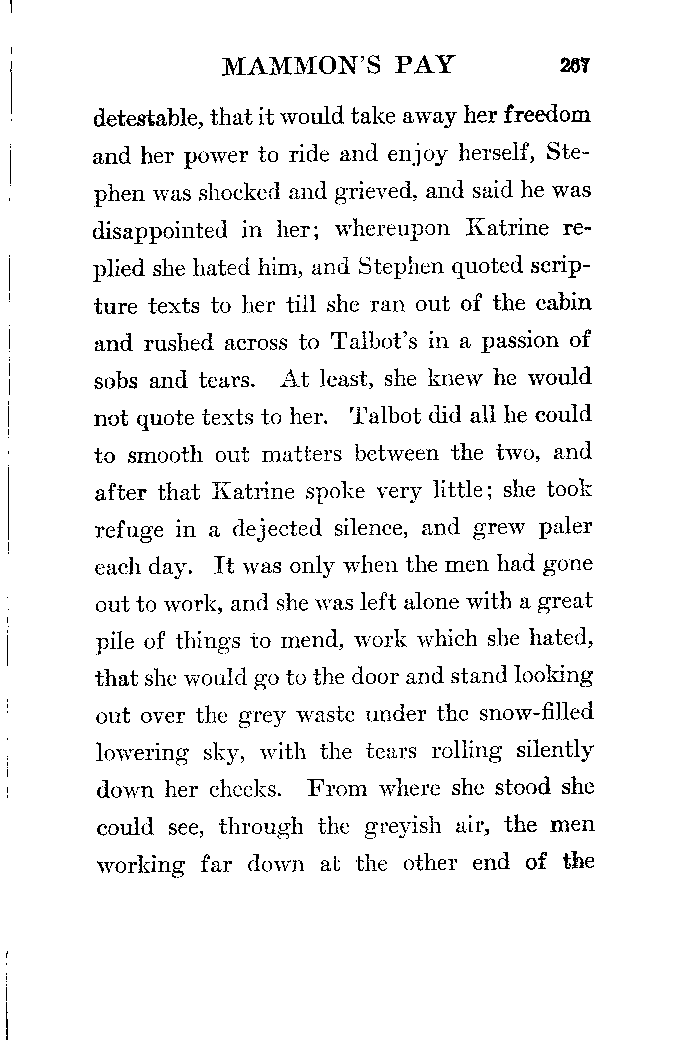 MAMMON'S PAY 267
detestable, that it would take away her freedom
and her power to ride and enjoy herself, Ste-
phen was shocked and grieved, and said he was
disappointed in her; whereupon Katrine re-
plied she hated him, and Stephen quoted scrip-
ture texts to her till she ran out of the cabin
and rushed across to Talbot's in a passion of
sobs and tears. At least, she knew he would
not quote texts to her. Talbot did all he could
to smooth out matters between the two, and
after that Katrine spoke very little; she took
refuge in a dejected silence, and grew paler
each day. It was only when the men had gone
out to work, and she was left alone with a great
pile of things to mend, work which she hated,
that she would go to the door and stand looking
out over the grey waste under the snow-filled
lowering sky, with the tears rolling silently
down her cheeks. From where she stood she
could see, through the greyish air, the men
working far down at the other end of the